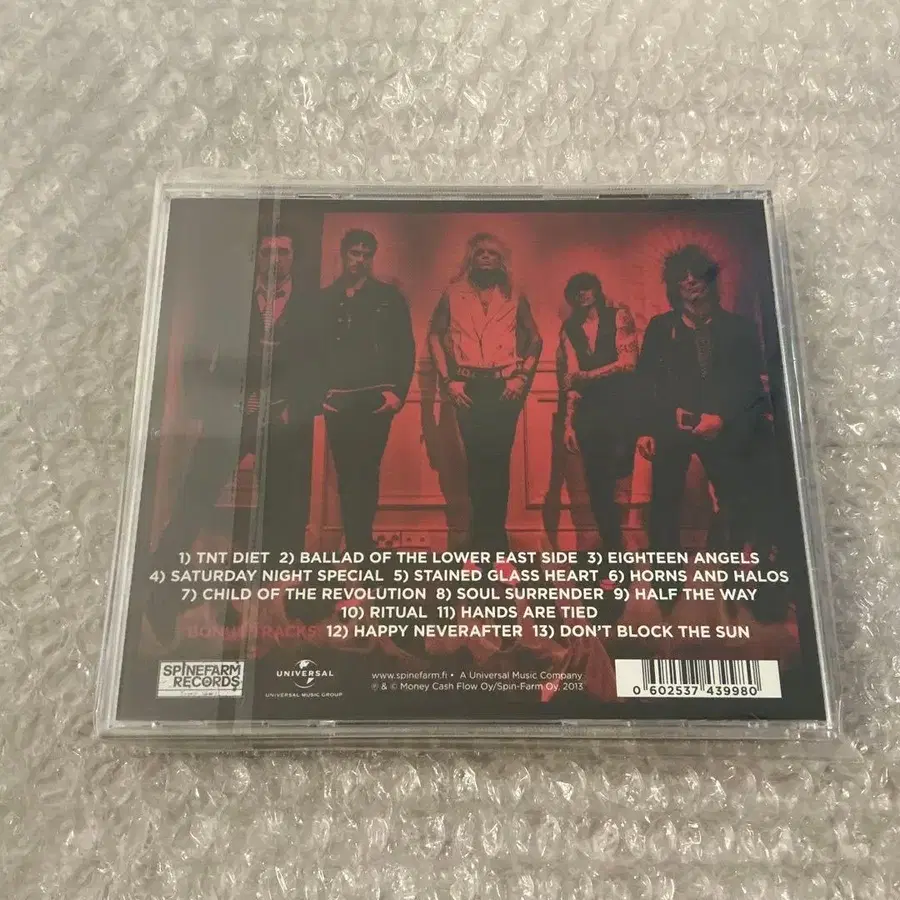 1) TNT DIET 2) BALLAD OF THE LOWER EAST SIDE 3) EIGHTEEN ANGELS
4) SATURDAY NIGHT SPECIAL 5) STAINED GLASS HEART 6) HORNS AND HALOS
7) CHILD OF THE REVOLUTION 8) SOUL SURRENDER 9) HALF THE WAY
10) RITUAL 11) HANDS ARE TIED
BONUS TRACKS: 12) HAPPY NEVERAFTER 13) DON'T BLOCK THE SUN
SPINEFARM
RECORDS
UNIVERSAL
UNIVERSAL MUSIC GROUP
www.spinefarm.fi • A Universal Music Company
℗ & © Money Cash Flow Oy/Spin-Farm Oy, 2013
0 602537 439980